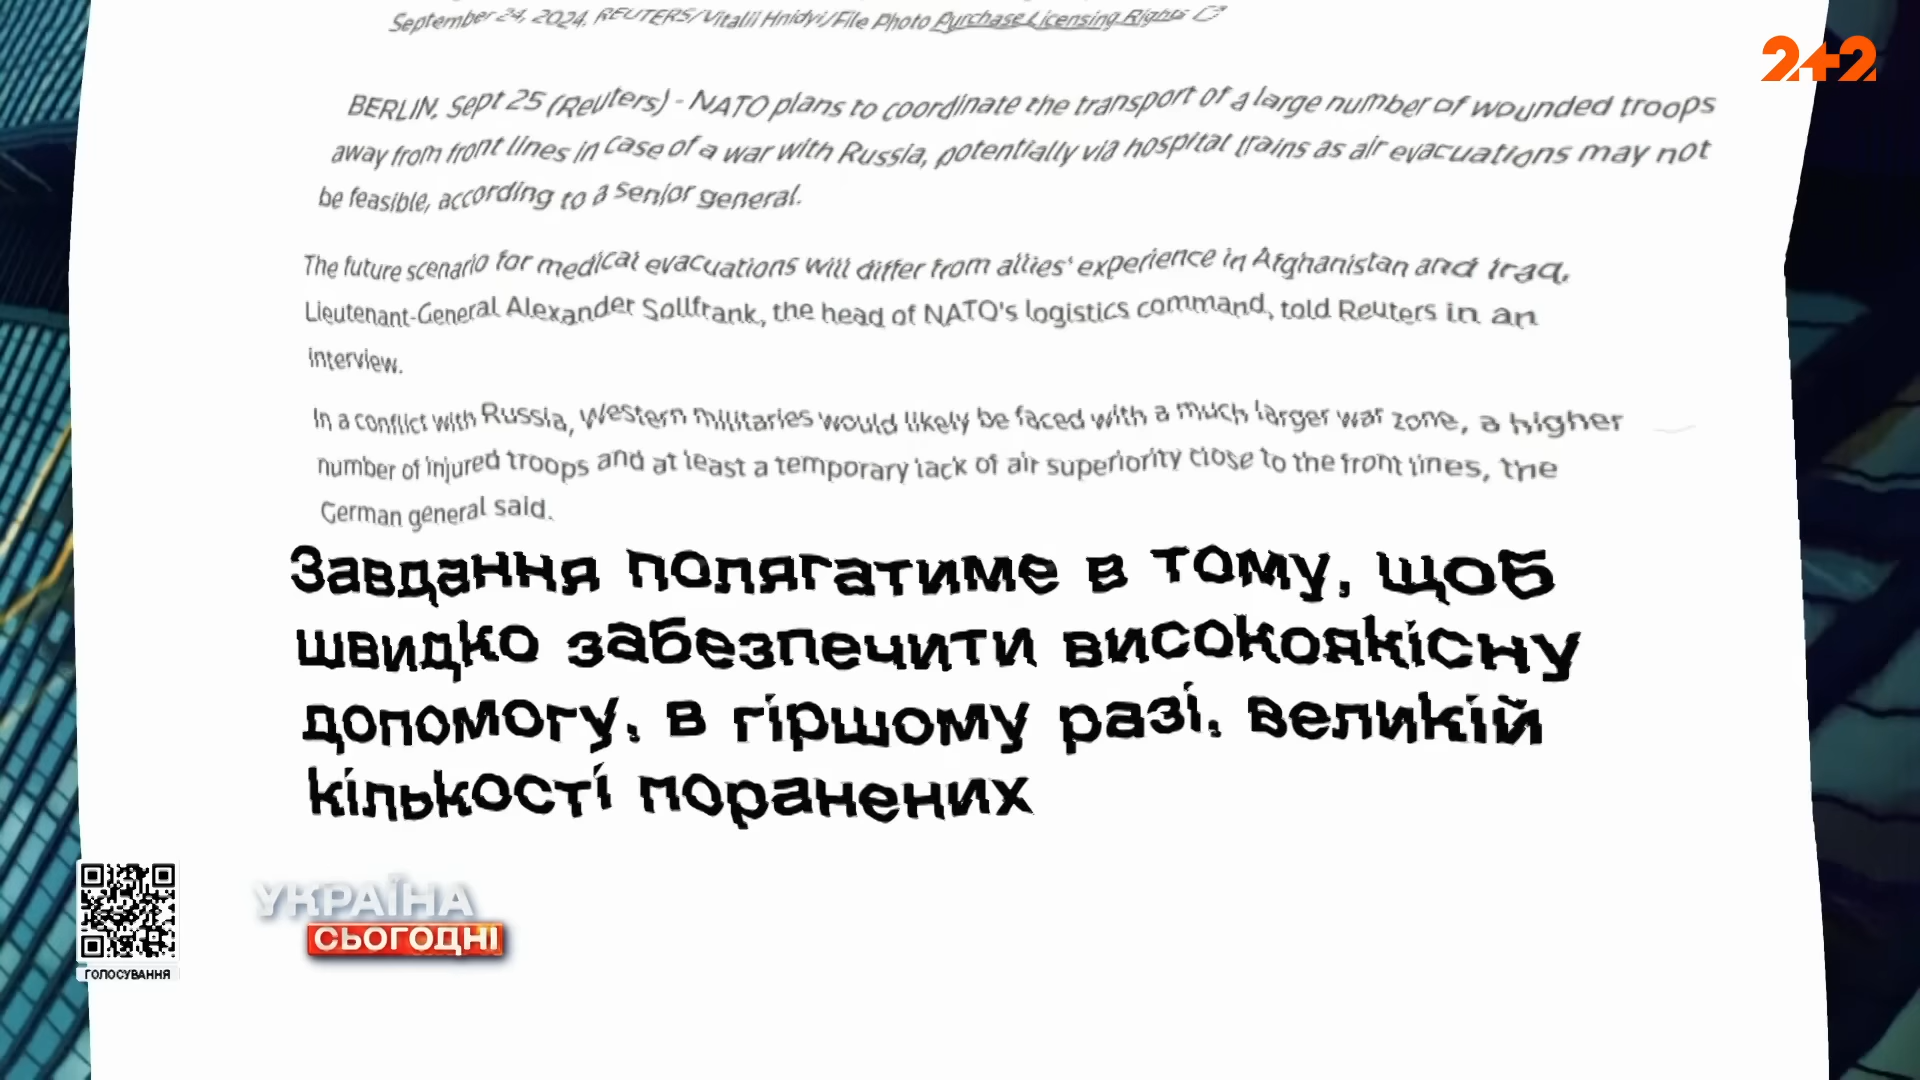 September 24, 2024. REUTERS/Vitalii Hnidyi/File Photo Purchase Licensing Rights
2+2
BERLIN, Sept 25 (Reuters) - NATO plans to coordinate the transport of a large number of wounded troops
away from front lines in case of a war with Russia, potentially via hospital trains as air evacuations may not
be feasible, according to a senior general.
The future scenario for medical evacuations will differ from allies' experience in Afghanistan and Iraq,
Lieutenant-General Alexander Sollfrank, the head of NATO's logistics command, told Reuters in an
interview.
In a conflict with Russia, Western militaries would likely be faced with a much larger war zone, a higher
number of injured troops and at least a temporary lack of air superiority close to the front lines, the
German general said.
Завдання полягатиме в тому, щоб
швидко забезпечити високоякісну
допомогу, в гіршому разі, великій
кількості поранених
УКРАЇНА
СЬОГОДНІ
ГОЛОСУВАННЯ